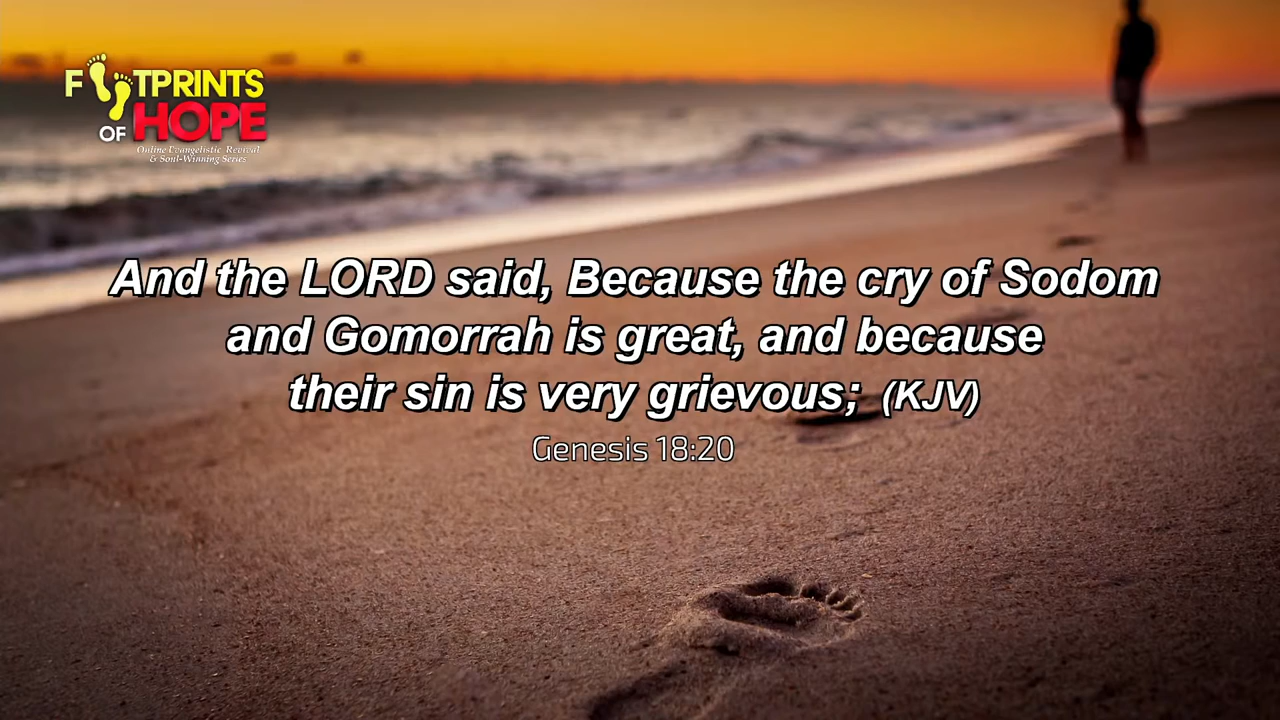 FOOTPRINTS
OF HOPE
Online Evangelistic Revival
& Soul-Winning Series
And the LORD said, Because the cry of Sodom
and Gomorrah is great, and because
their sin is very grievous; (KJV)
Genesis 18:20